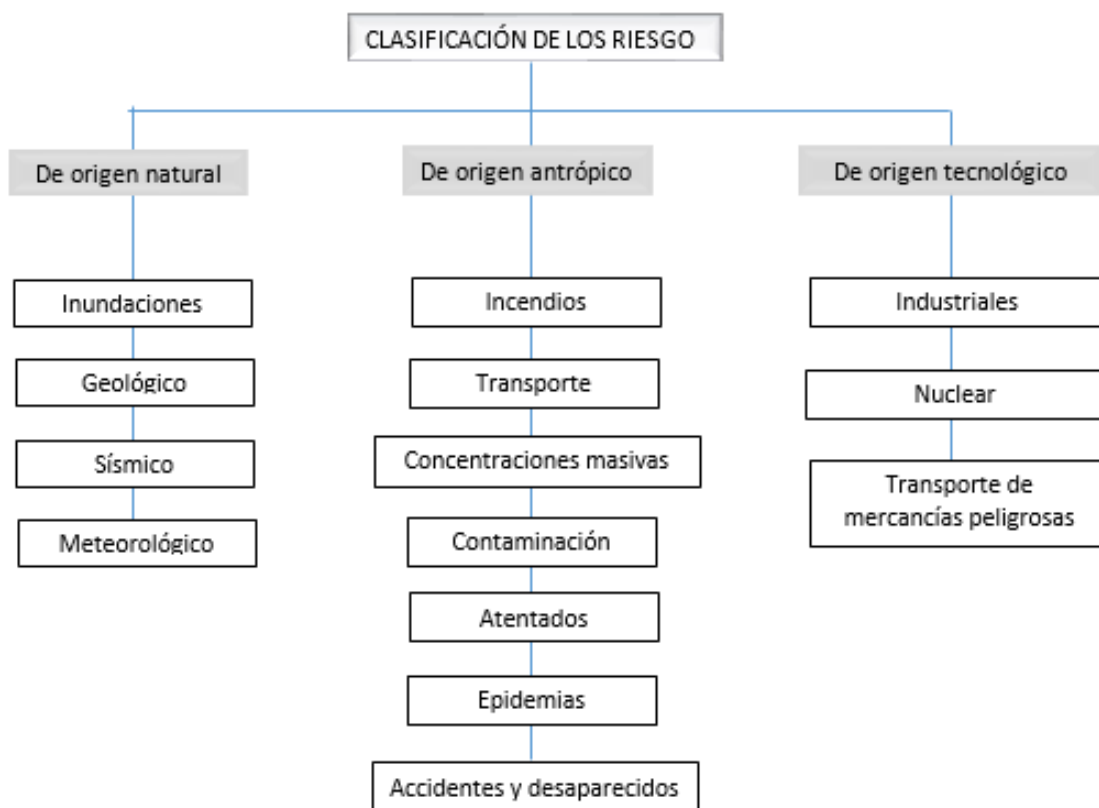 CLASIFICACIÓN DE LOS RIESGO
De origen natural
De origen antrópico
De origen tecnológico
Inundaciones
Geológico
Sísmico
Meteorológico
Incendios
Transporte
Concentraciones masivas
Contaminación
Atentados
Epidemias
Accidentes y desaparecidos
Industriales
Nuclear
Transporte de
mercancías peligrosas